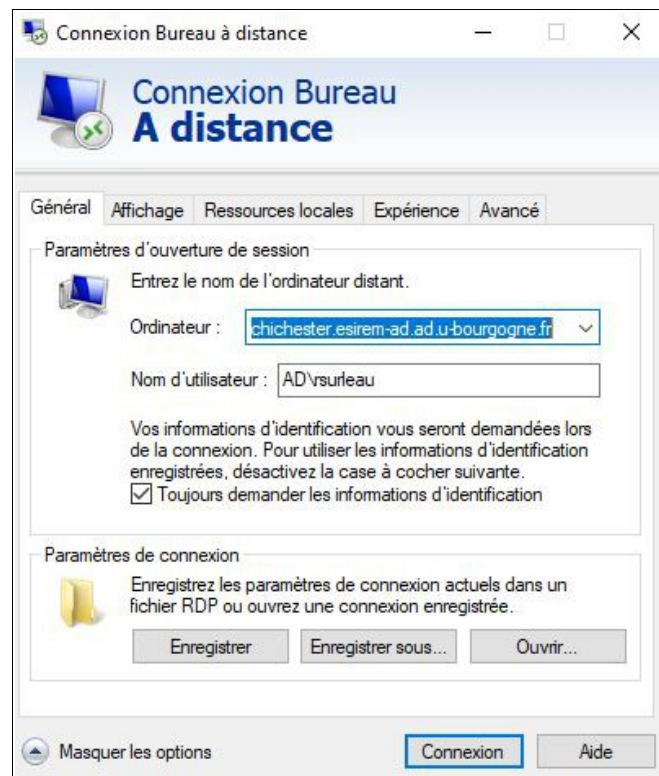 Connexion Bureau à distance
Connexion Bureau
A distance
Général Affichage Ressources locales Expérience Avancé
Paramètres d'ouverture de session
Entrez le nom de l'ordinateur distant.
Ordinateur : chichester.esirem-ad.ad.u-bourgogne.fr
Nom d'utilisateur : AD\rsurleau
Vos informations d'identification vous seront demandées lors
de la connexion. Pour utiliser les informations d'identification
enregistrées, désactivez la case à cocher suivante.
Toujours demander les informations d'identification
Paramètres de connexion
Enregistrez les paramètres de connexion actuels dans un
fichier RDP ou ouvrez une connexion enregistrée.
Enregistrer Enregistrer sous... Ouvrir...
Masquer les options Connexion Aide